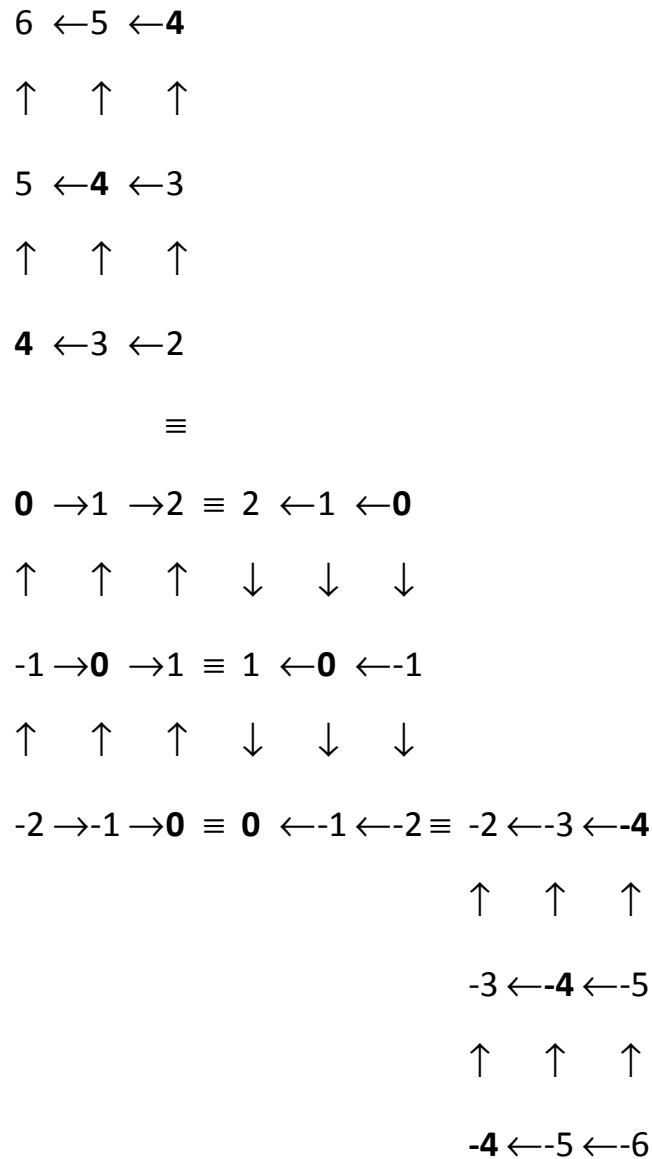 6 ←5 ←4
↑ ↑ ↑
5 ←4 ←3
↑ ↑ ↑
4 ←3 ←2
≡
0 →1 →2 ≡ 2 ←1 ←0
↑ ↑ ↑ ↓ ↓ ↓
-1 →0 →1 ≡ 1 ←0 ←-1
↑ ↑ ↑ ↓ ↓ ↓
-2 →-1 →0 ≡ 0 ←-1 ←-2 ≡ -2 ←-3 ←-4
↑ ↑ ↑
-3 ←-4 ←-5
↑ ↑ ↑
-4 ←-5 ←-6